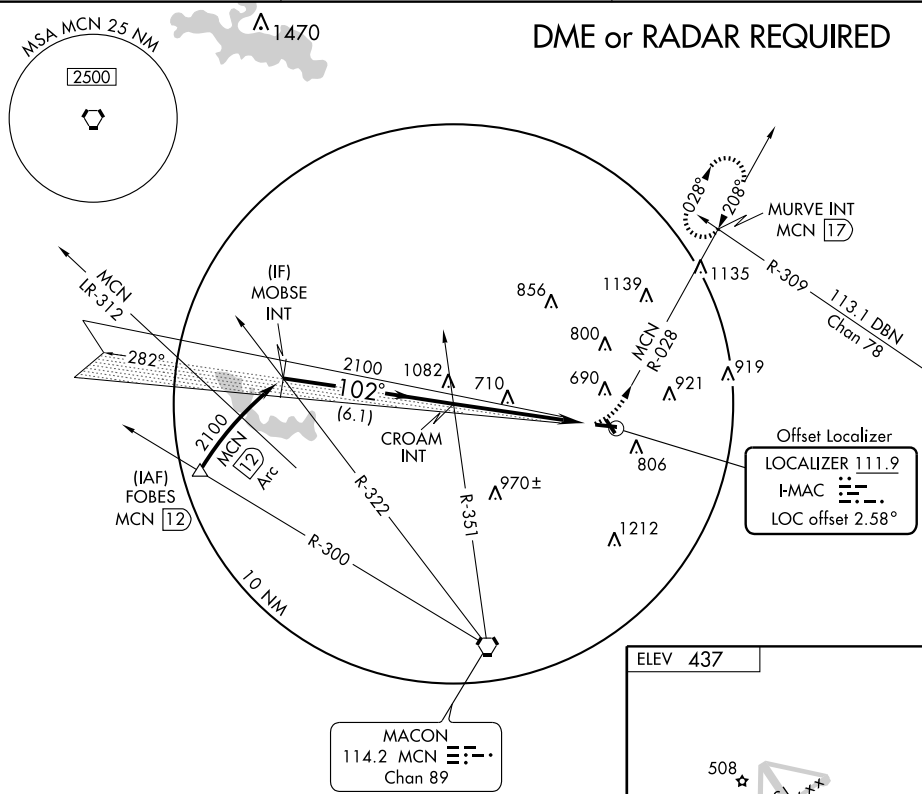 MSA MCN 25 NM
2500
1470
DME or RADAR REQUIRED
028°
208°
MURVE INT
MCN 17
1135
R-309
113.1 DBN
Chan 78
MCN
R-028
856
1139
800
690
921
919
806
MCN
LR-312
(IF)
MOBSE
INT
282°
2100
102°
(6.1)
1082
710
CROAM
INT
2100
MCN
12
Arc
(IAF)
FOBES
MCN 12
R-322
R-351
R-300
970±
1212
10 NM
Offset Localizer
LOCALIZER 111.9
I-MAC
LOC offset 2.58°
MACON
114.2 MCN
Chan 89
ELEV 437
508